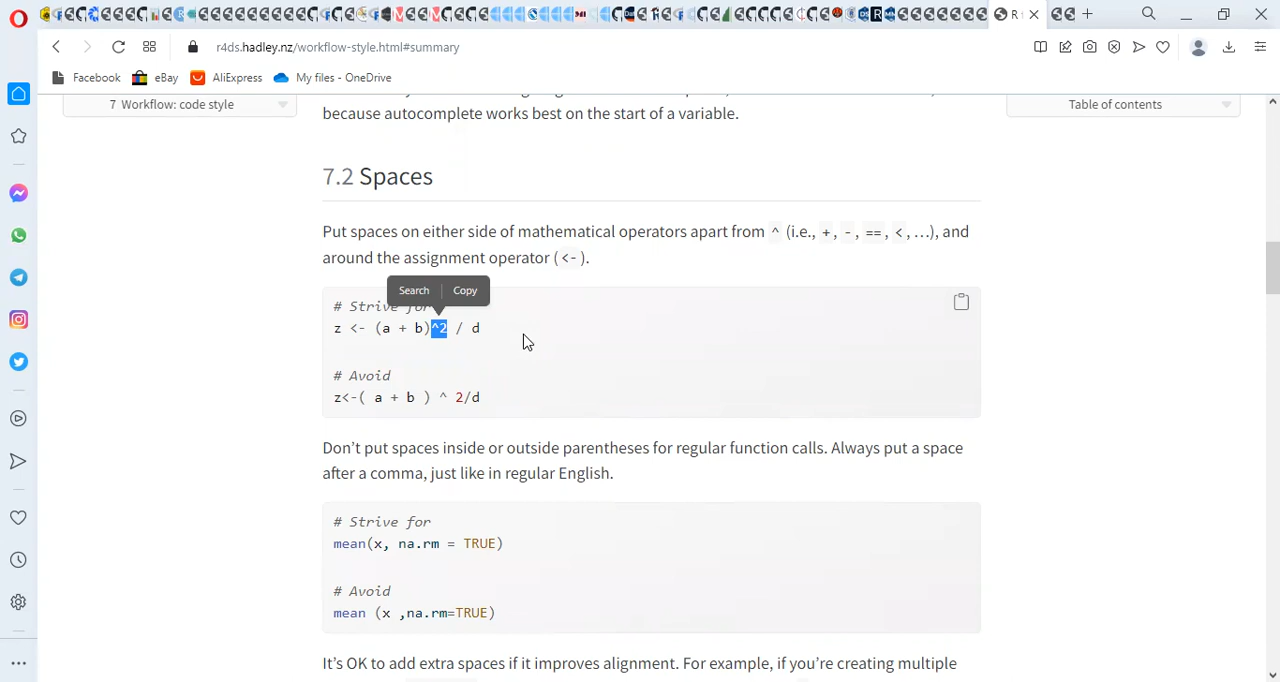 R
r4ds.hadley.nz/workflow-style.html#summary
Facebook eBay AliExpress My files - OneDrive
7 Workflow: code style
Table of contents
because autocomplete works best on the start of a variable.
7.2 Spaces
Put spaces on either side of mathematical operators apart from ^ (i.e., +, -, ==, <, …), and
around the assignment operator (<-).
Search Copy
# Strive for
z <- (a + b)^2 / d
# Avoid
z<-( a + b ) ^ 2/d
Don’t put spaces inside or outside parentheses for regular function calls. Always put a space
after a comma, just like in regular English.
# Strive for
mean(x, na.rm = TRUE)
# Avoid
mean (x ,na.rm=TRUE)
It’s OK to add extra spaces if it improves alignment. For example, if you’re creating multiple